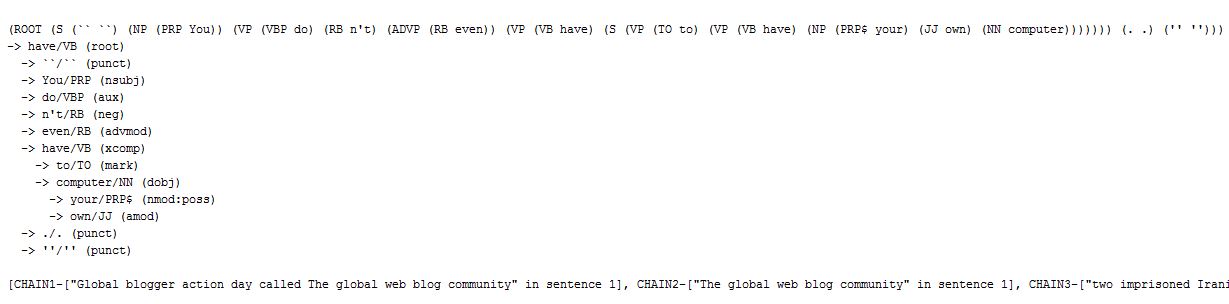 (ROOT (S (`` ``) (NP (PRP You)) (VP (VBP do) (RB n't) (ADVP (RB even)) (VP (VB have) (S (VP (TO to) (VP (VB have) (NP (PRP$ your) (JJ own) (NN computer))))))) (. .) ('' '')))
-> have/VB (root)
-> ``/`` (punct)
-> You/PRP (nsubj)
-> do/VBP (aux)
-> n't/RB (neg)
-> even/RB (advmod)
-> have/VB (xcomp)
-> to/TO (mark)
-> computer/NN (dobj)
-> your/PRP$ (nmod:poss)
-> own/JJ (amod)
-> ./. (punct)
-> ''/'' (punct)
[CHAIN1-["Global blogger action day called The global web blog community" in sentence 1], CHAIN2-["The global web blog community" in sentence 1], CHAIN3-["two imprisoned Irani